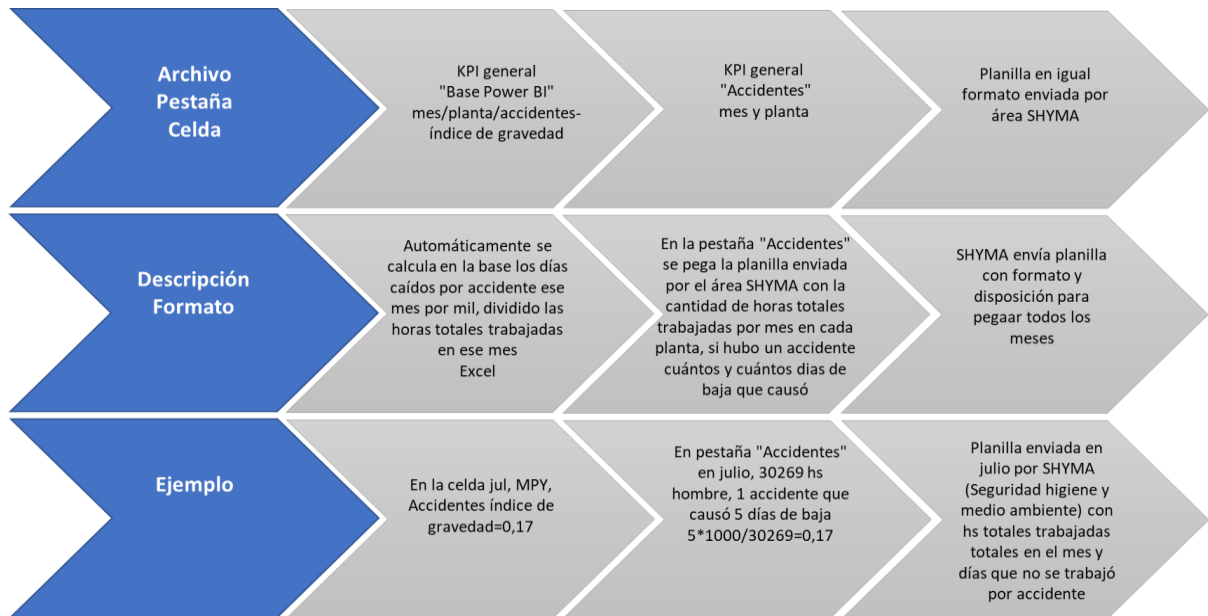 Archivo
Pestaña
Celda
KPI general
"Base Power BI"
mes/planta/accidentes-
índice de gravedad
KPI general
"Accidentes"
mes y planta
Planilla en igual
formato enviada por
área SHYMA
Descripción
Formato
Automáticamente se
calcula en la base los días
caídos por accidente ese
mes por mil, dividido las
horas totales trabajadas
en ese mes
Excel
En la pestaña "Accidentes"
se pega la planilla enviada
por el área SHYMA con la
cantidad de horas totales
trabajadas por mes en cada
planta, si hubo un accidente
cuántos y cuántos dias de
baja que causó
SHYMA envía planilla
con formato y
disposición para
pegaar todos los
meses
Ejemplo
En la celda jul, MPY,
Accidentes índice de
gravedad=0,17
En pestaña "Accidentes"
en julio, 30269 hs
hombre, 1 accidente que
causó 5 días de baja
5*1000/30269=0,17
Planilla enviada en
julio por SHYMA
(Seguridad higiene y
medio ambiente) con
hs totales trabajadas
totales en el mes y
días que no se trabajó
por accidente